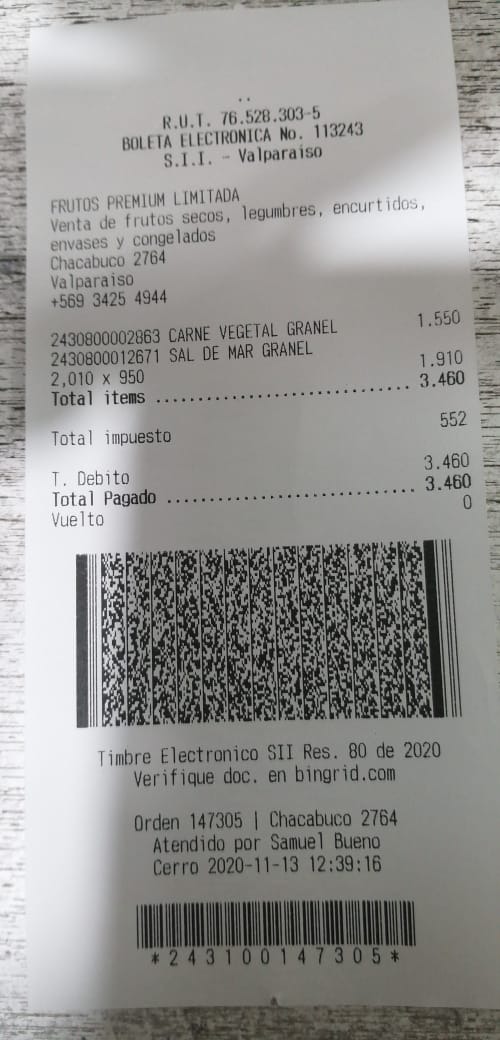 R.U.T. 76.528.303-5
BOLETA ELECTRONICA No. 113243
S.I.I. - Valparaiso
FRUTOS PREMIUM LIMITADA
Venta de frutos secos, legumbres, encurtidos,
envases y congelados
Chacabuco 2764
Valparaiso
+569 3425 4944
2430800002863 CARNE VEGETAL GRANEL 1.550
2430800012671 SAL DE MAR GRANEL
2,010 x 950 1.910
Total items .............................. 3.460
Total impuesto 552
T. Debito 3.460
Total Pagado .............................. 3.460
Vuelto 0
Timbre Electronico SII Res. 80 de 2020
Verifique doc. en bingrid.com
Orden 147305 | Chacabuco 2764
Atendido por Samuel Bueno
Cerro 2020-11-13 12:39:16
*243100147305*